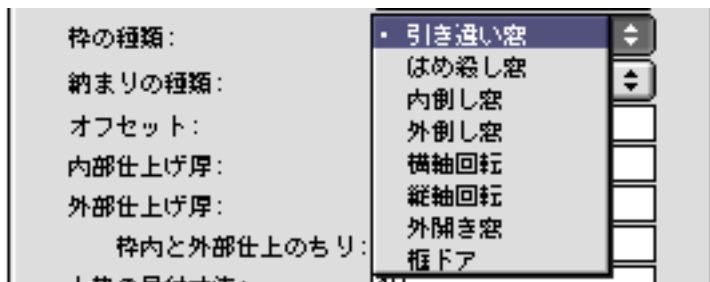 枠の種類:
・ 引き違い窓
はめ殺し窓
納まりの種類:
内倒し窓
オフセット:
外倒し窓
内部仕上げ厚:
横軸回転
外部仕上げ厚:
縦軸回転
外開き窓
枠内と外部仕上のちり:
框ドア